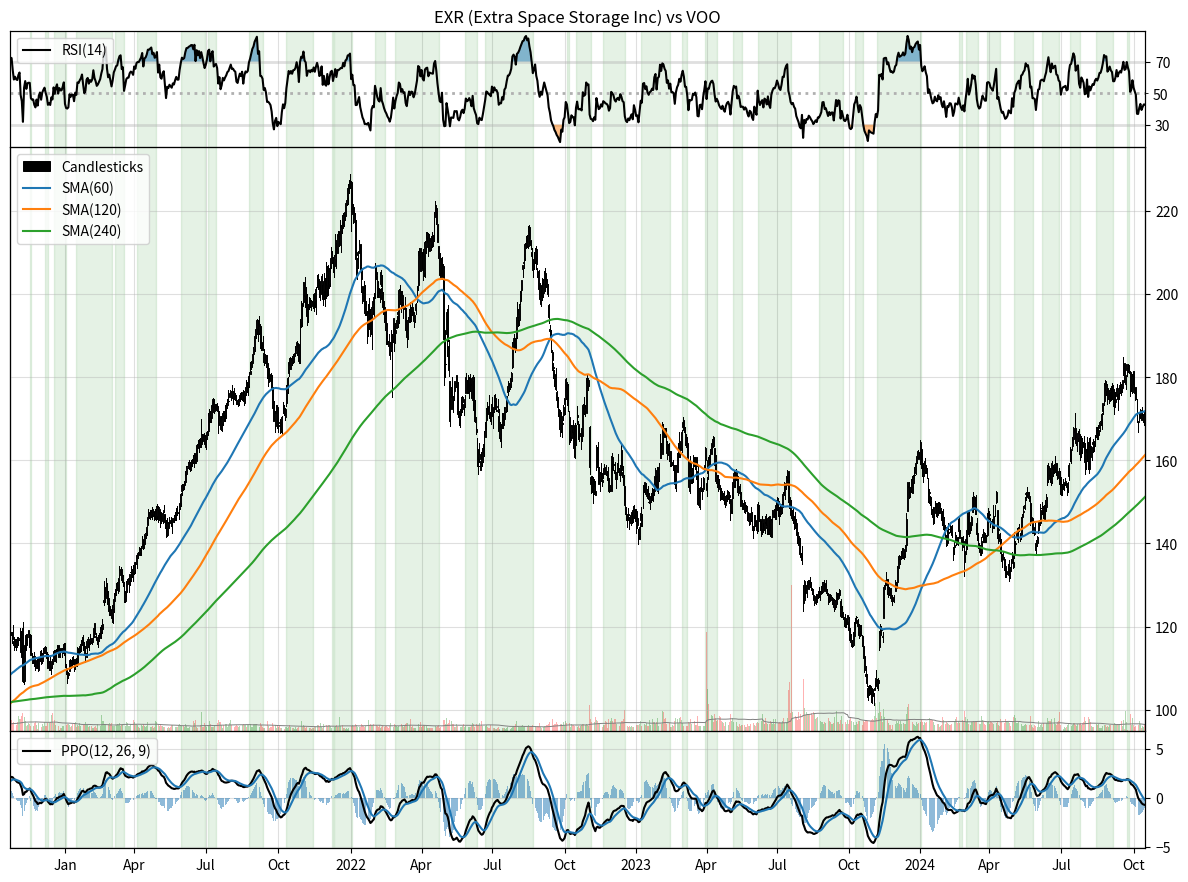 EXR (Extra Space Storage Inc) vs VOO
RSI(14)
70
50
30
Candlesticks
SMA(60)
SMA(120)
SMA(240)
220
200
180
160
140
120
100
PPO(12, 26, 9)
5
0
−5
Jan Apr Jul Oct 2022 Apr Jul Oct 2023 Apr Jul Oct 2024 Apr Jul Oct